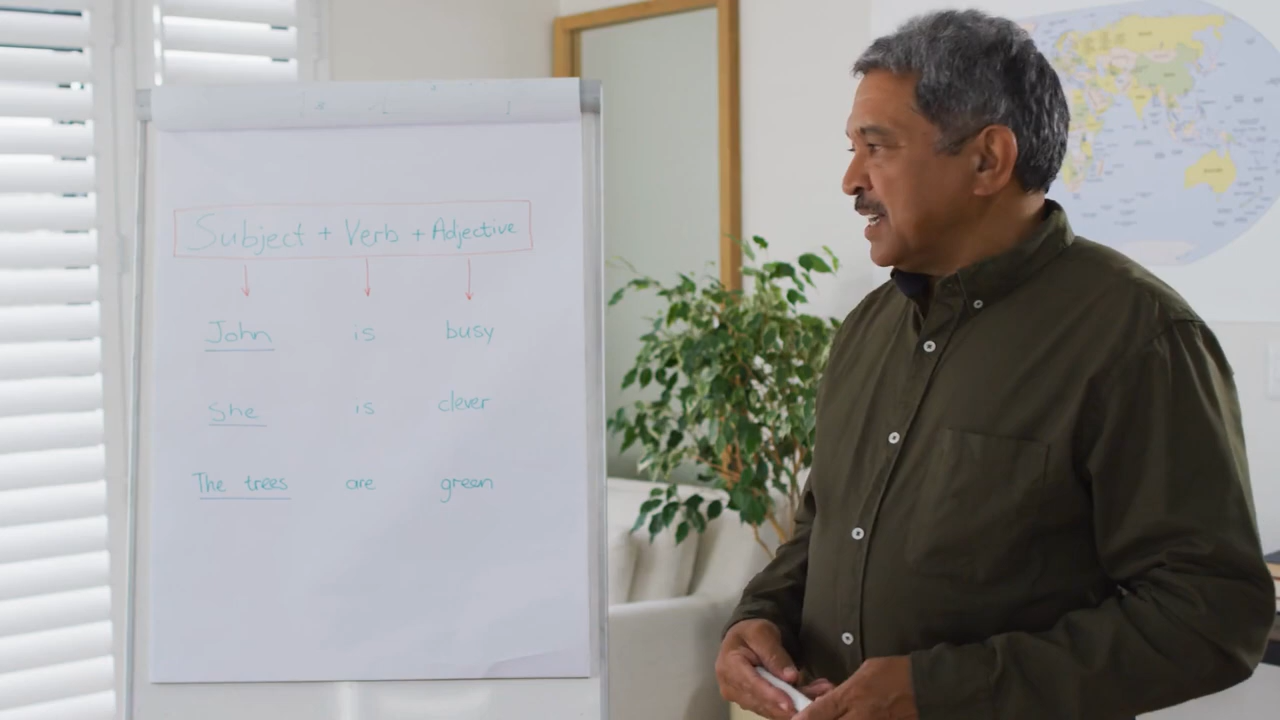 Subject + Verb + Adjective
John is busy
She is clever
The trees are green